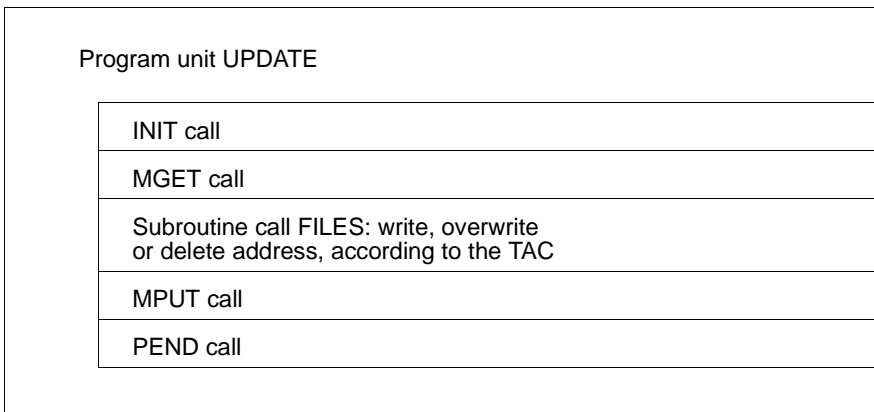 Program unit UPDATE
INIT call
MGET call
Subroutine call FILES: write, overwrite
or delete address, according to the TAC
MPUT call
PEND call